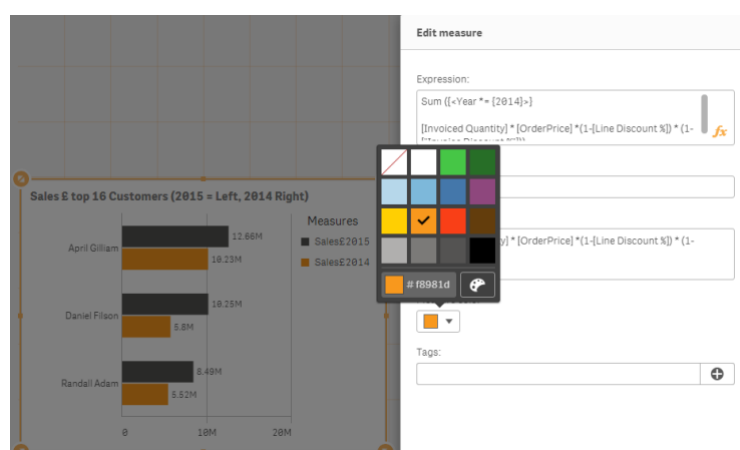 Edit measure
Expression:
Sum ([<Year *= {2014}>}
[Invoiced Quantity] * [OrderPrice] *(1-[Line Discount %]) * (1-
fx
Sales £ top 16 Customers (2015 = Left, 2014 Right)
Measures
Sales£2015
Sales£2014
April Gilliam
12.66M
10.23M
Daniel Filson
10.25M
5.8M
Randall Adam
8.49M
5.52M
0
10M
20M
y] * [OrderPrice] *(1-[Line Discount %]) * (1-
# f8981d
Tags: